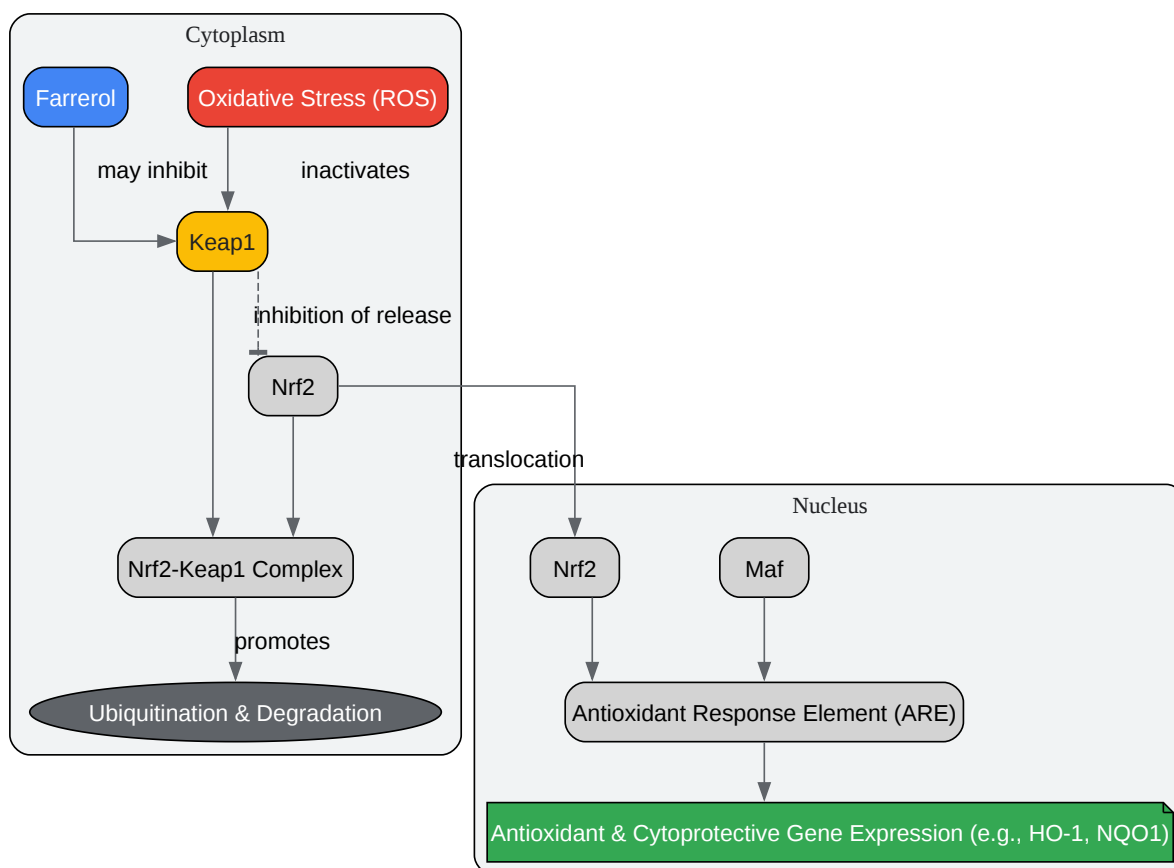 Cytoplasm
Farrerol
Oxidative Stress (ROS)
may inhibit
inactivates
Keap1
inhibition of release
Nrf2
translocation
Nucleus
Nrf2-Keap1 Complex
Nrf2
Maf
promotes
Ubiquitination & Degradation
Antioxidant Response Element (ARE)
Antioxidant & Cytoprotective Gene Expression (e.g., HO-1, NQO1)